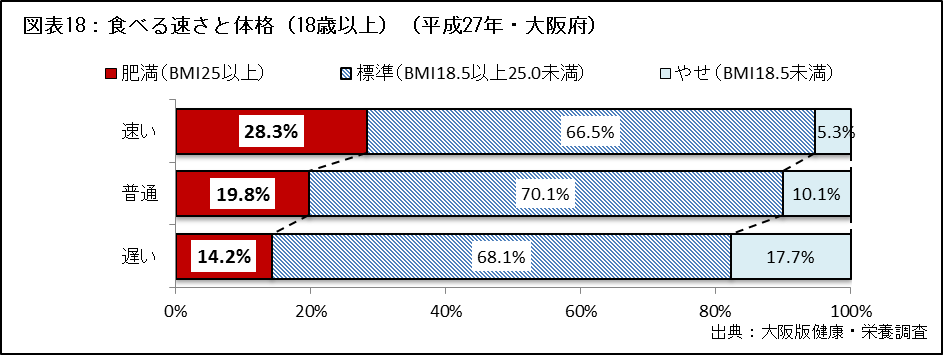 図表18：食べる速さと体格（18歳以上）（平成27年・大阪府）
肥満（BMI25以上） 標準（BMI18.5以上25.0未満） やせ（BMI18.5未満）
速い 28.3% 66.5% 5.3%
普通 19.8% 70.1% 10.1%
遅い 14.2% 68.1% 17.7%
0% 20% 40% 60% 80% 100%
出典：大阪版健康・栄養調査